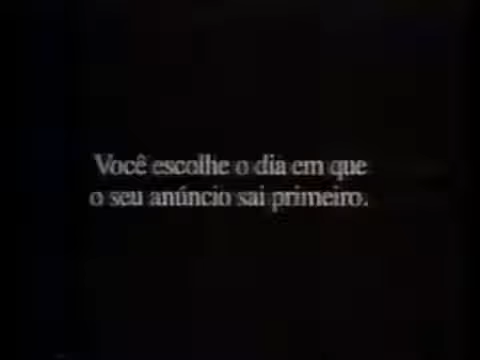 Você escolhe o dia em que
o seu anúncio sai primeiro.